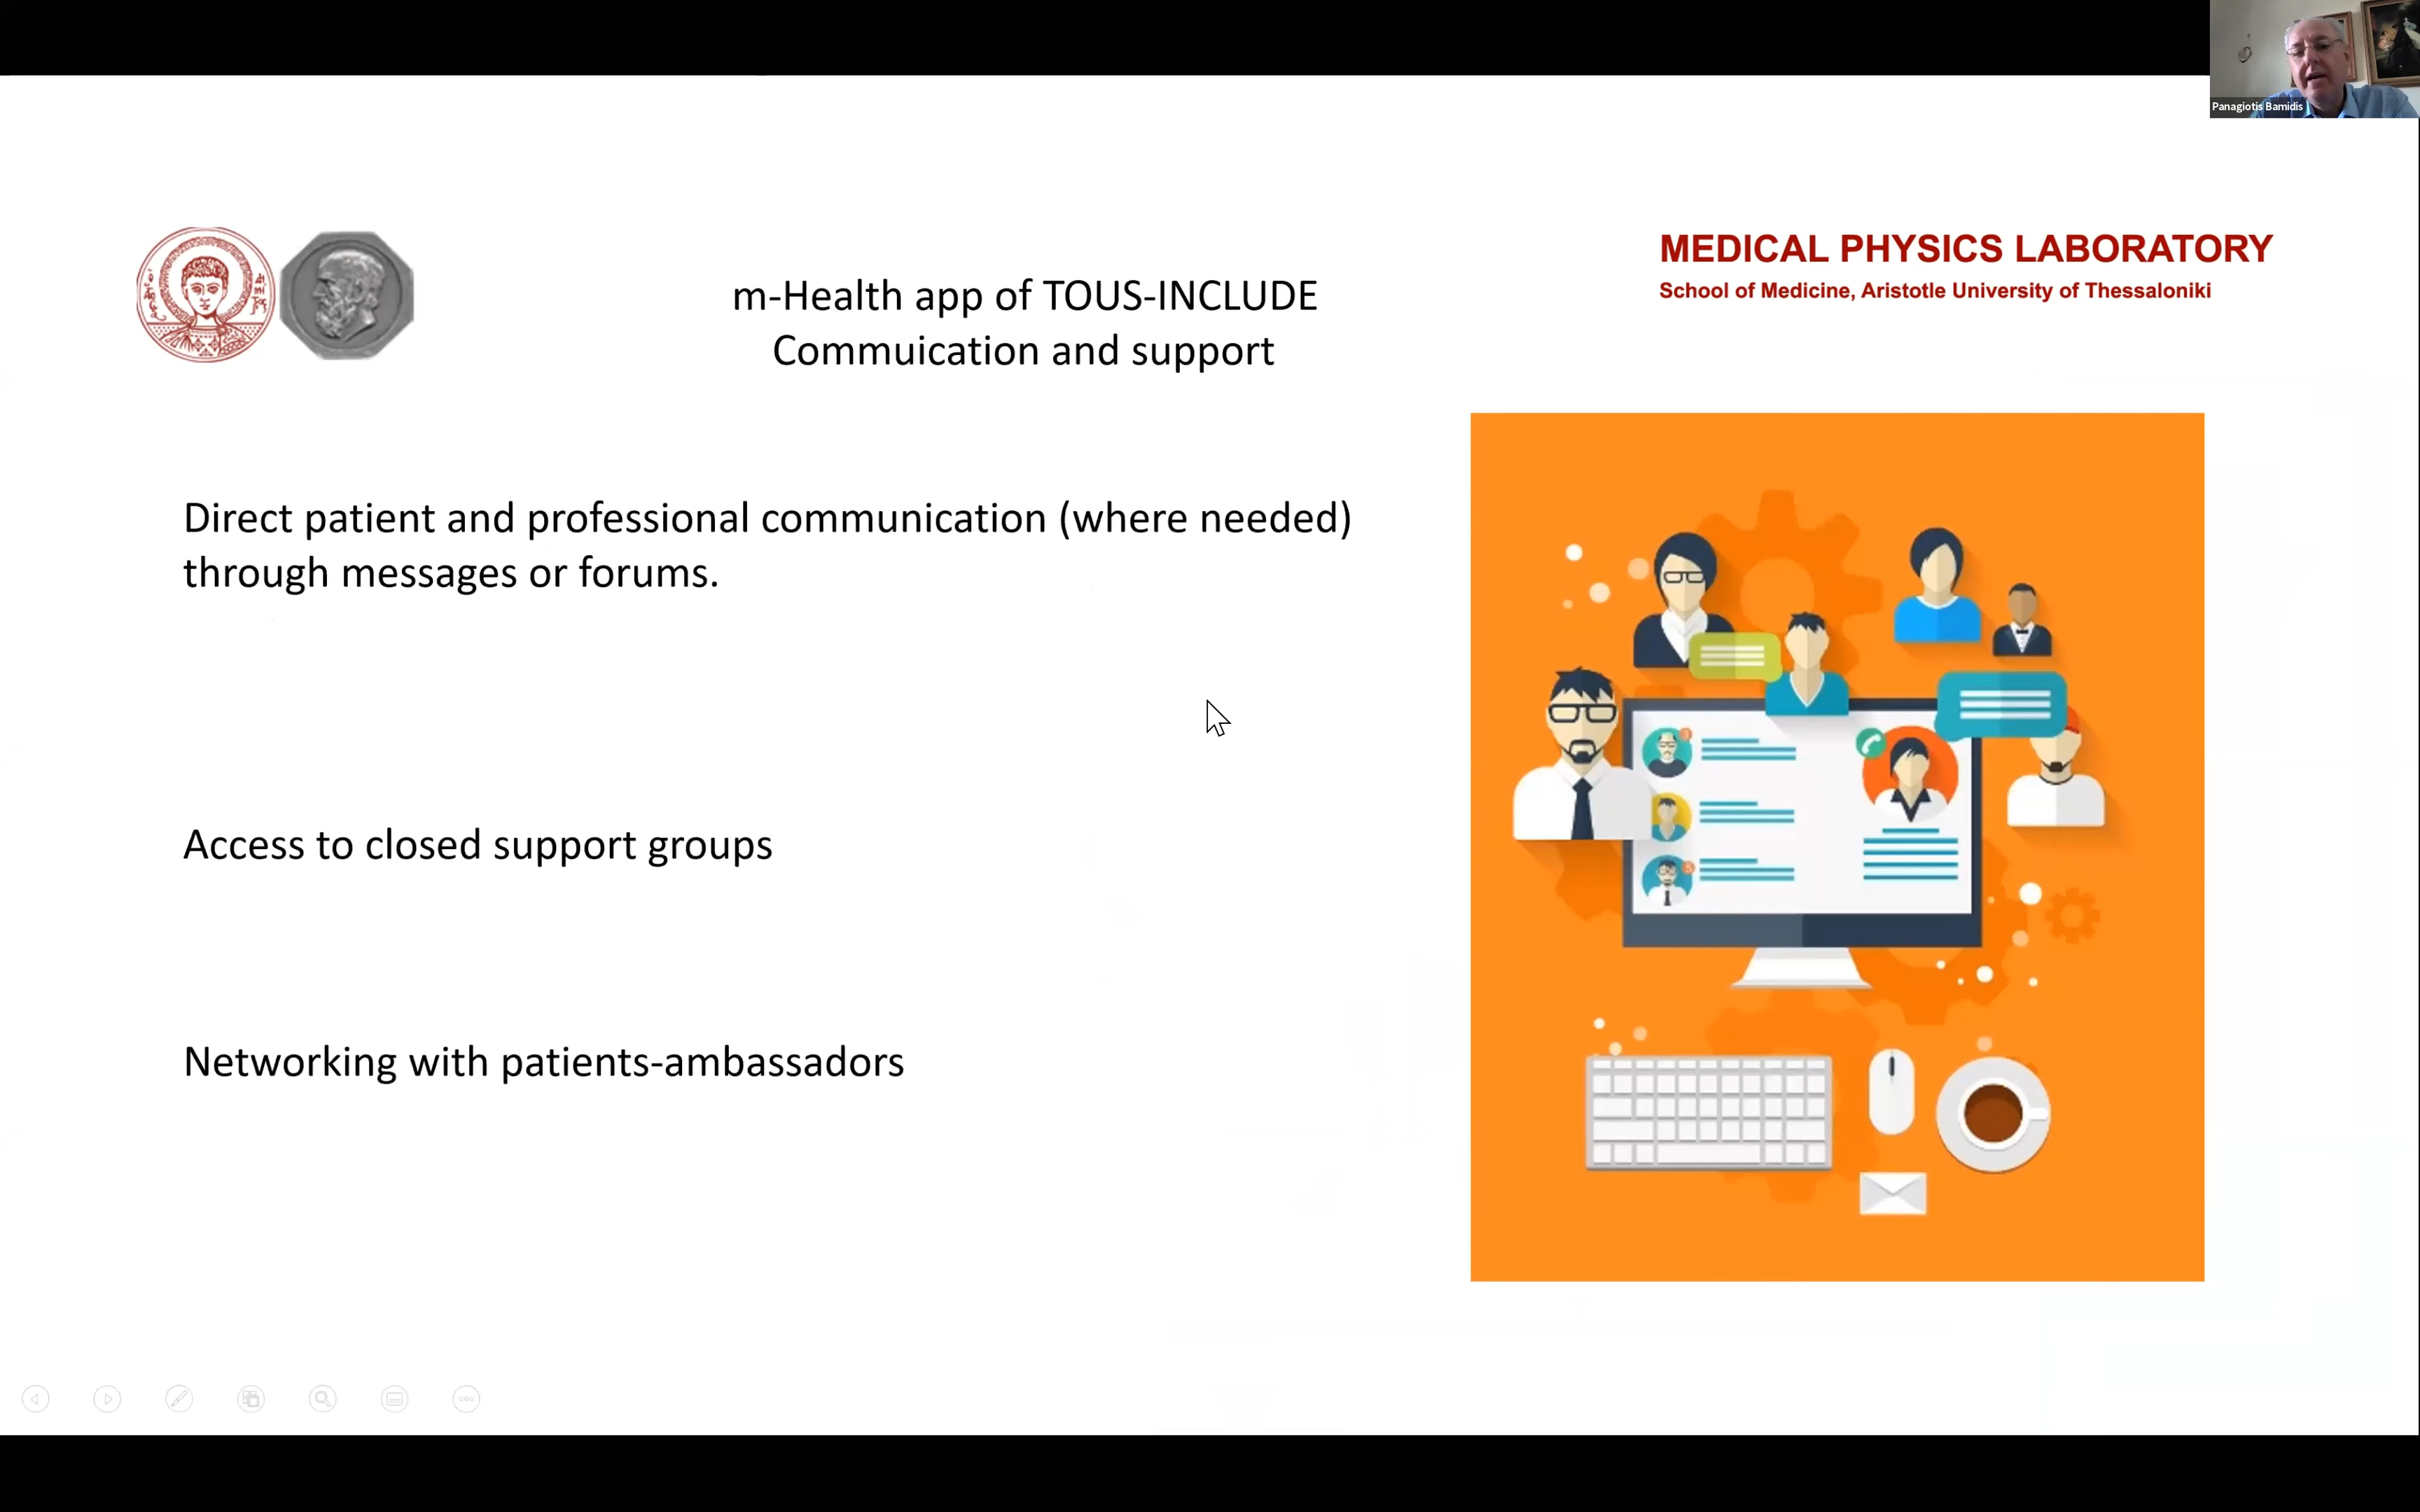 Panagiotis Bamidis
MEDICAL PHYSICS LABORATORY
School of Medicine, Aristotle University of Thessaloniki
m-Health app of TOUS-INCLUDE
Commuication and support
Direct patient and professional communication (where needed)
through messages or forums.
Access to closed support groups
Networking with patients-ambassadors